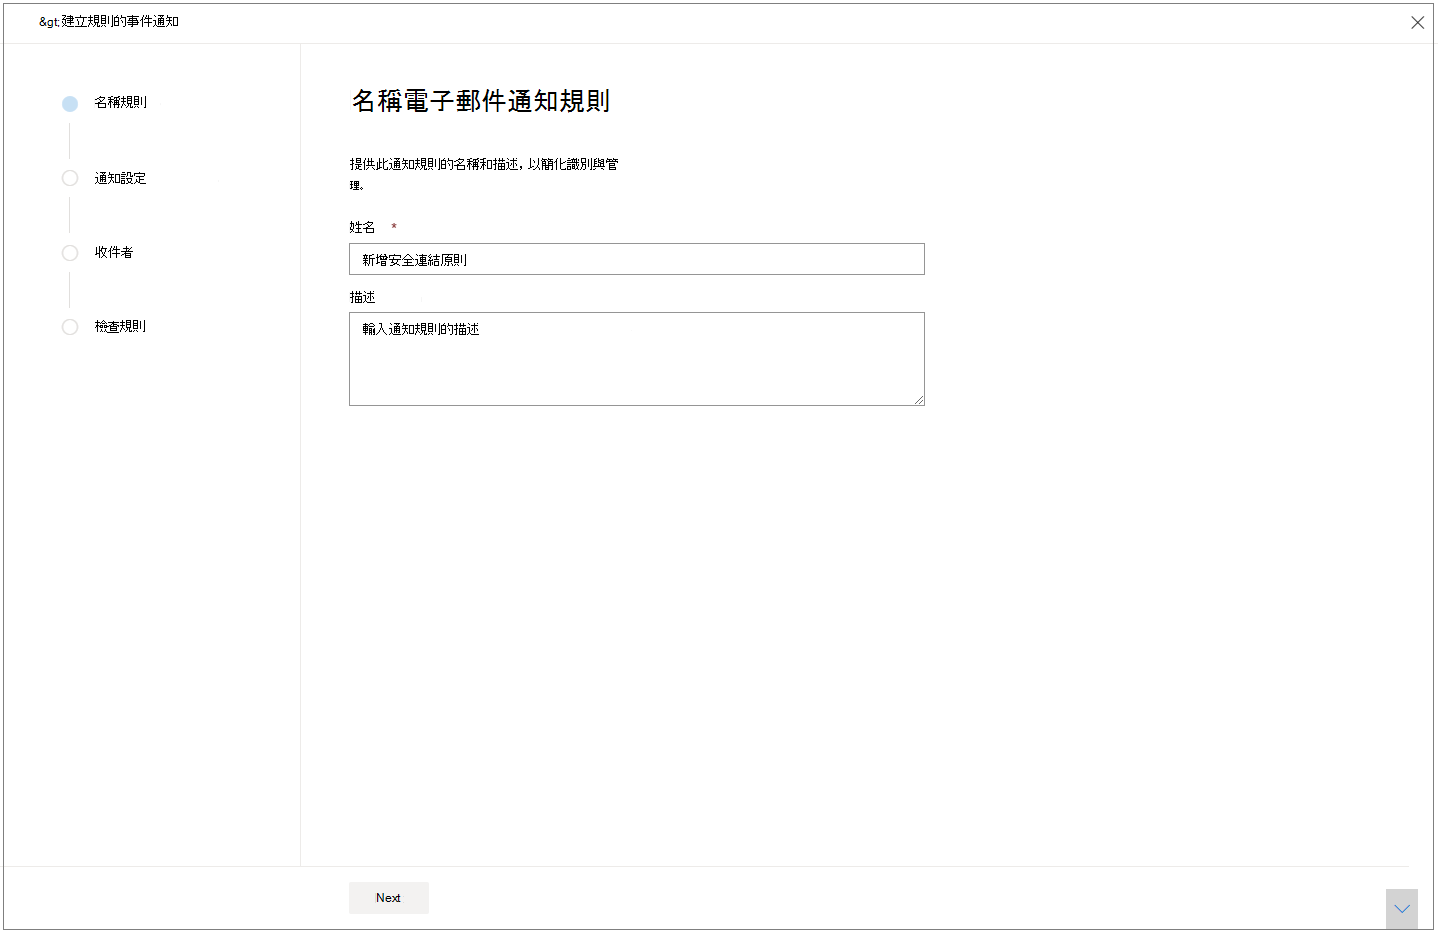 &gt;建立規則的事件通知
名稱規則
通知設定
收件者
檢查規則
名稱電子郵件通知規則
提供此通知規則的名稱和描述，以簡化識別與管
理。
姓名 *
新增安全連結原則
描述
輸入通知規則的描述
Next